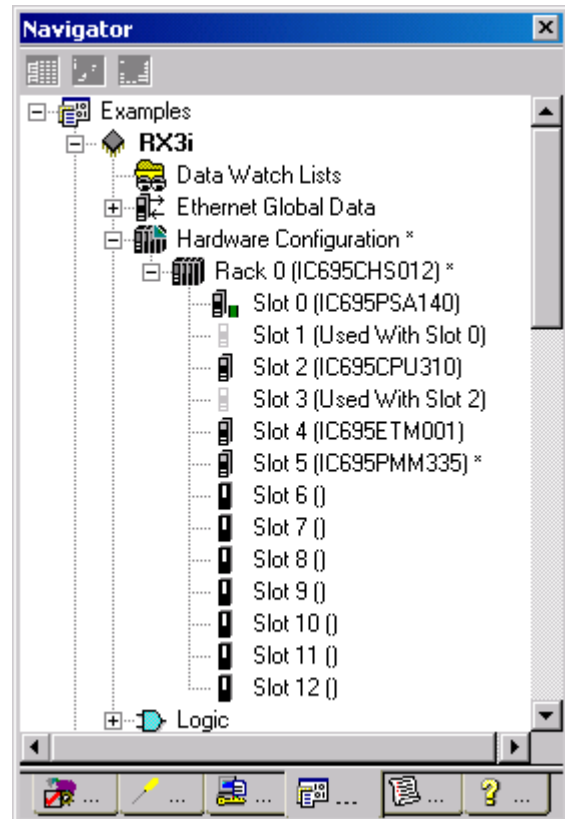 Navigator
Examples
RX3i
Data Watch Lists
Ethernet Global Data
Hardware Configuration *
Rack 0 (IC695CHS012) *
Slot 0 (IC695PSA140)
Slot 1 (Used With Slot 0)
Slot 2 (IC695CPU310)
Slot 3 (Used With Slot 2)
Slot 4 (IC695ETM001)
Slot 5 (IC695PMM335) *
Slot 6 ()
Slot 7 ()
Slot 8 ()
Slot 9 ()
Slot 10 ()
Slot 11 ()
Slot 12 ()
Logic
... ... ... ... ... ...